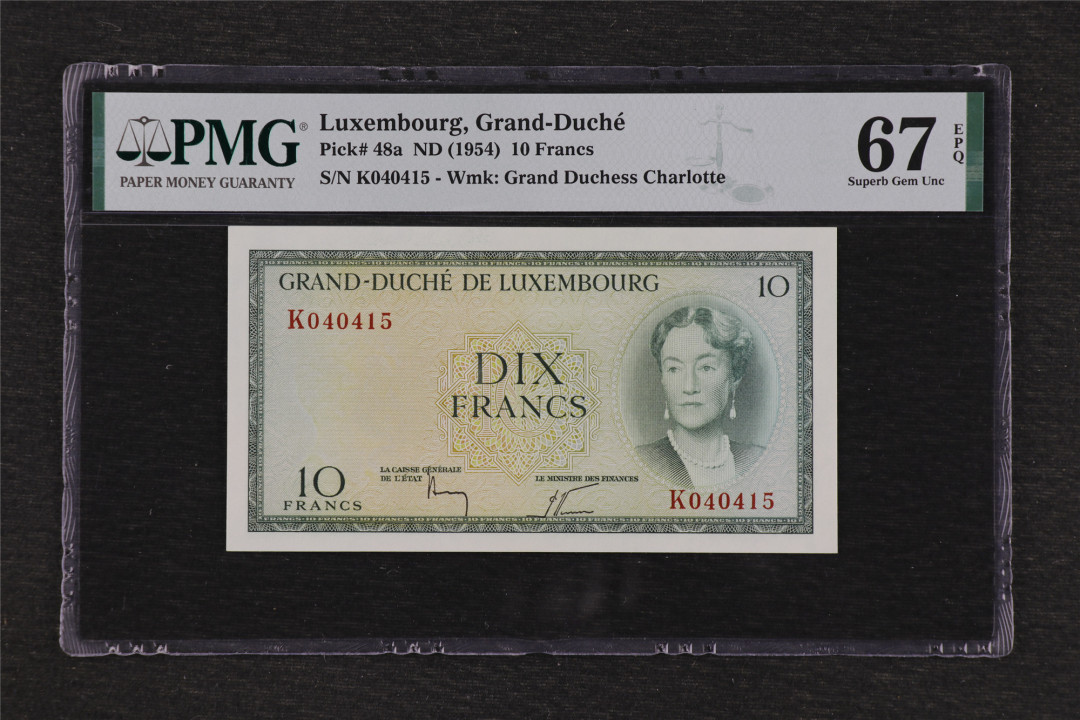 PMG®
PAPER MONEY GUARANTY
Luxembourg, Grand-Duché
Pick# 48a ND (1954) 10 Francs
S/N K040415 - Wmk: Grand Duchess Charlotte
67
EPQ
Superb Gem Unc
GRAND-DUCHÉ DE LUXEMBOURG
10
K040415
DIX
FRANCS
LA CAISSE GÉNÉRALE
DE L'ÉTAT
LE MINISTRE DES FINANCES
10
FRANCS
K040415